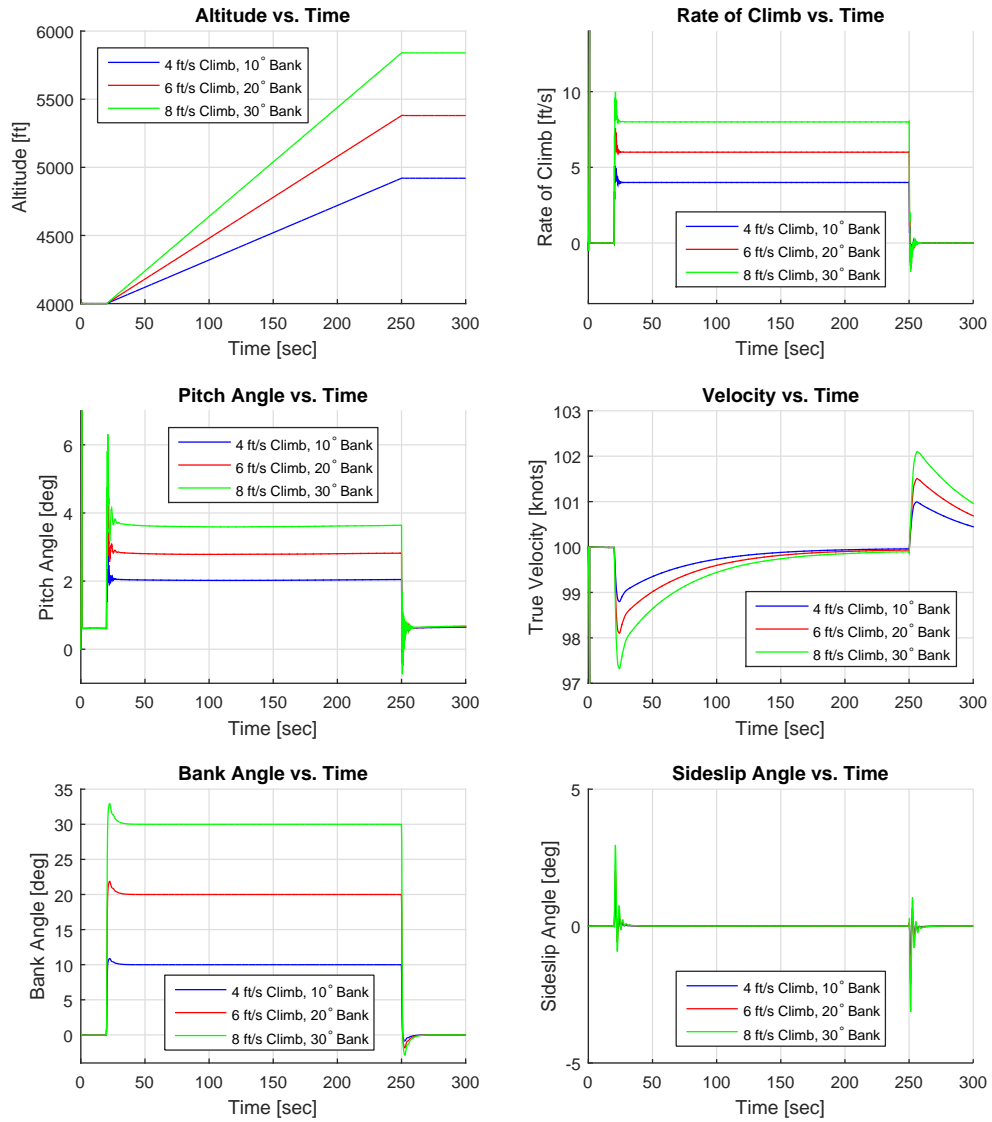 Altitude vs. Time
6000
5500
5000
4500
4000
Altitude [ft]
4 ft/s Climb, 10° Bank
6 ft/s Climb, 20° Bank
8 ft/s Climb, 30° Bank
0 50 100 150 200 250 300
Time [sec]
Rate of Climb vs. Time
10
5
0
Rate of Climb [ft/s]
4 ft/s Climb, 10° Bank
6 ft/s Climb, 20° Bank
8 ft/s Climb, 30° Bank
0 50 100 150 200 250 300
Time [sec]
Pitch Angle vs. Time
6
4
2
0
Pitch Angle [deg]
4 ft/s Climb, 10° Bank
6 ft/s Climb, 20° Bank
8 ft/s Climb, 30° Bank
0 50 100 150 200 250 300
Time [sec]
Velocity vs. Time
103
102
101
100
99
98
97
True Velocity [knots]
4 ft/s Climb, 10° Bank
6 ft/s Climb, 20° Bank
8 ft/s Climb, 30° Bank
0 50 100 150 200 250 300
Time [sec]
Bank Angle vs. Time
35
30
25
20
15
10
5
0
Bank Angle [deg]
4 ft/s Climb, 10° Bank
6 ft/s Climb, 20° Bank
8 ft/s Climb, 30° Bank
0 50 100 150 200 250 300
Time [sec]
Sideslip Angle vs. Time
5
0
-5
Sideslip Angle [deg]
4 ft/s Climb, 10° Bank
6 ft/s Climb, 20° Bank
8 ft/s Climb, 30° Bank
0 50 100 150 200 250 300
Time [sec]